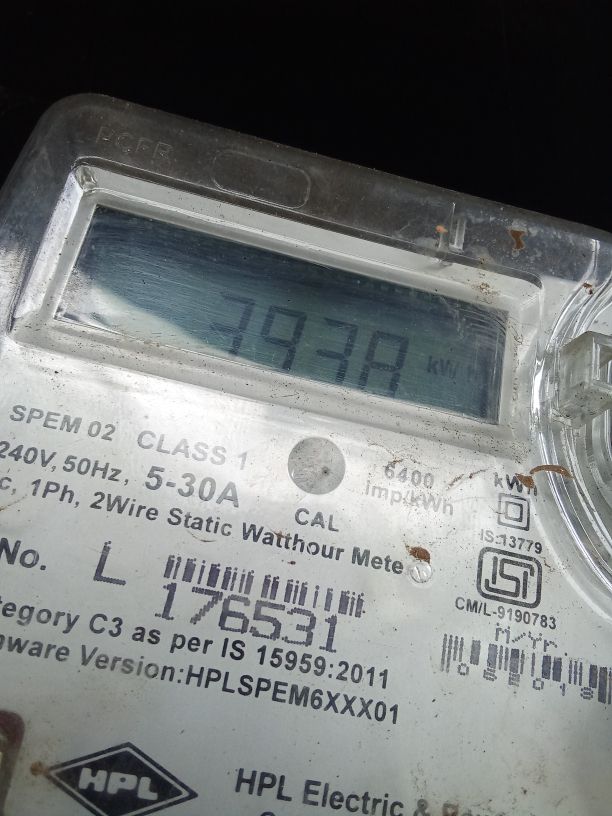 3938 kWh
SPEM 02 CLASS 1
240V, 50Hz, 5-30A
CAL
6400
imp/kWh
kWh
c, 1Ph, 2Wire Static Watthour Mete
IS:13779
No. L
176531
CM/L-9190783
M/Yr.
tegory C3 as per IS 15959:2011
mware Version:HPLSPEM6XXX01
HPL
HPL Electric &